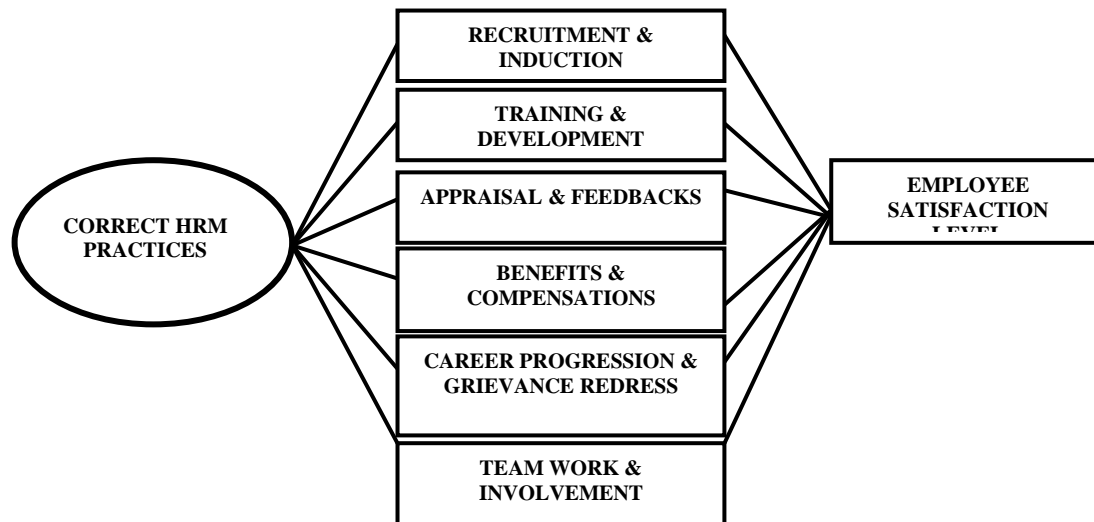 RECRUITMENT &
INDUCTION
TRAINING &
DEVELOPMENT
APPRAISAL & FEEDBACKS
CORRECT HRM
PRACTICES
BENEFITS &
COMPENSATIONS
CAREER PROGRESSION &
GRIEVANCE REDRESS
TEAM WORK &
INVOLVEMENT
EMPLOYEE
SATISFACTION
LEVEL